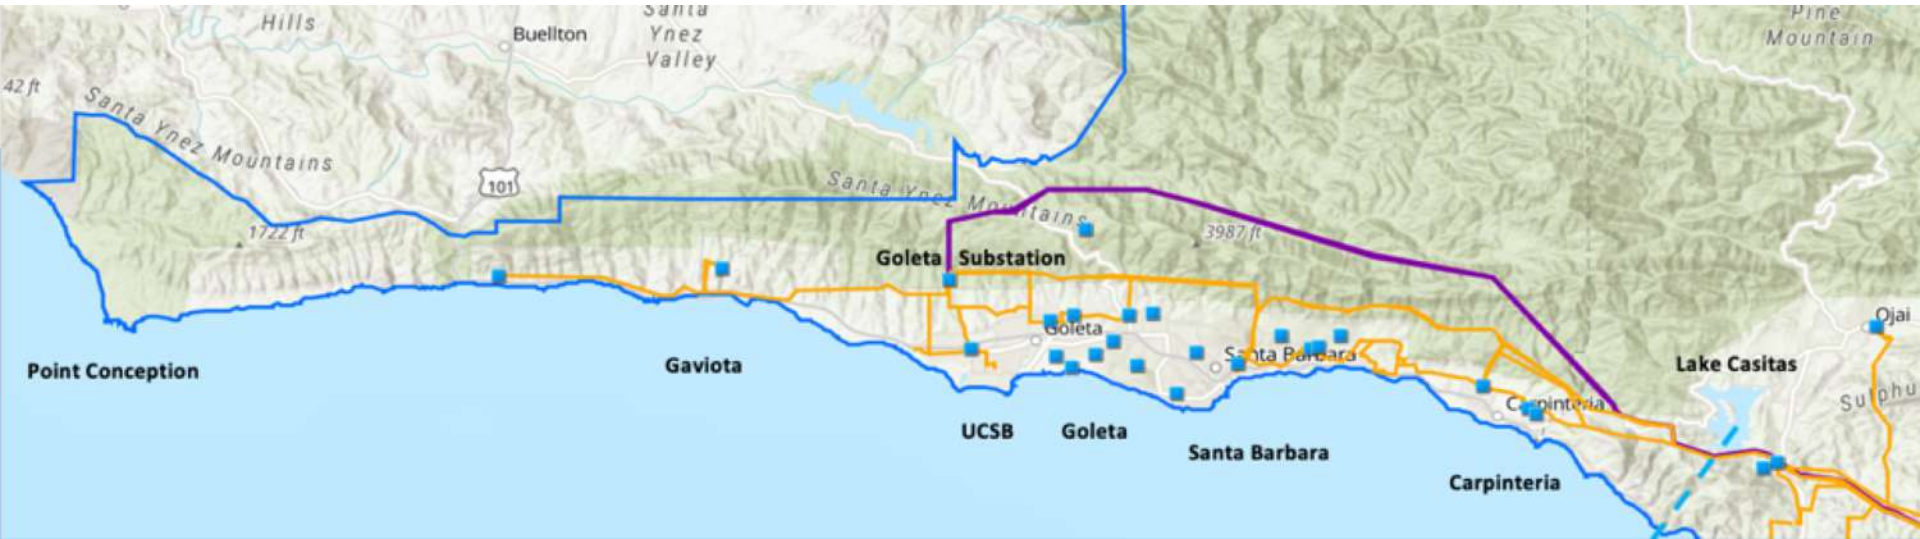 Hills
Santa
Ynez
Valley
Buellton
Pine
Mountain
42 ft
Santa Ynez Mountains
101
Santa Ynez Mountains
1722 ft
3987 ft
Goleta Substation
Ojai
Goleta
Santa Barbara
Lake Casitas
Point Conception
Gaviota
Sulphu
Carpinteria
UCSB
Goleta
Santa Barbara
Carpinteria